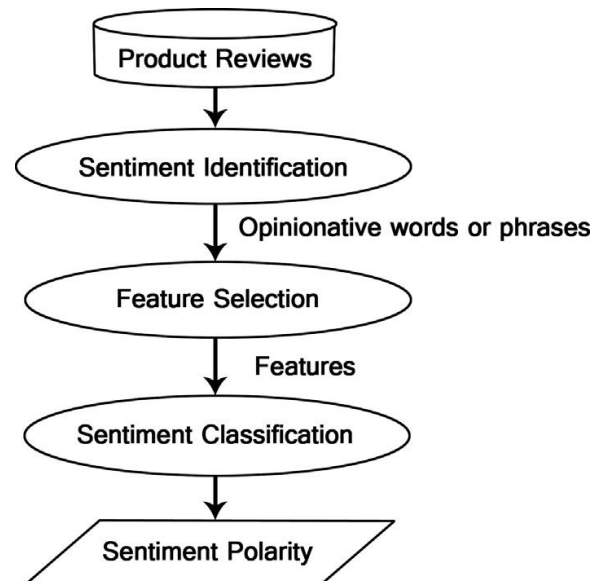 Product Reviews
Sentiment Identification
Opinionative words or phrases
Feature Selection
Features
Sentiment Classification
Sentiment Polarity